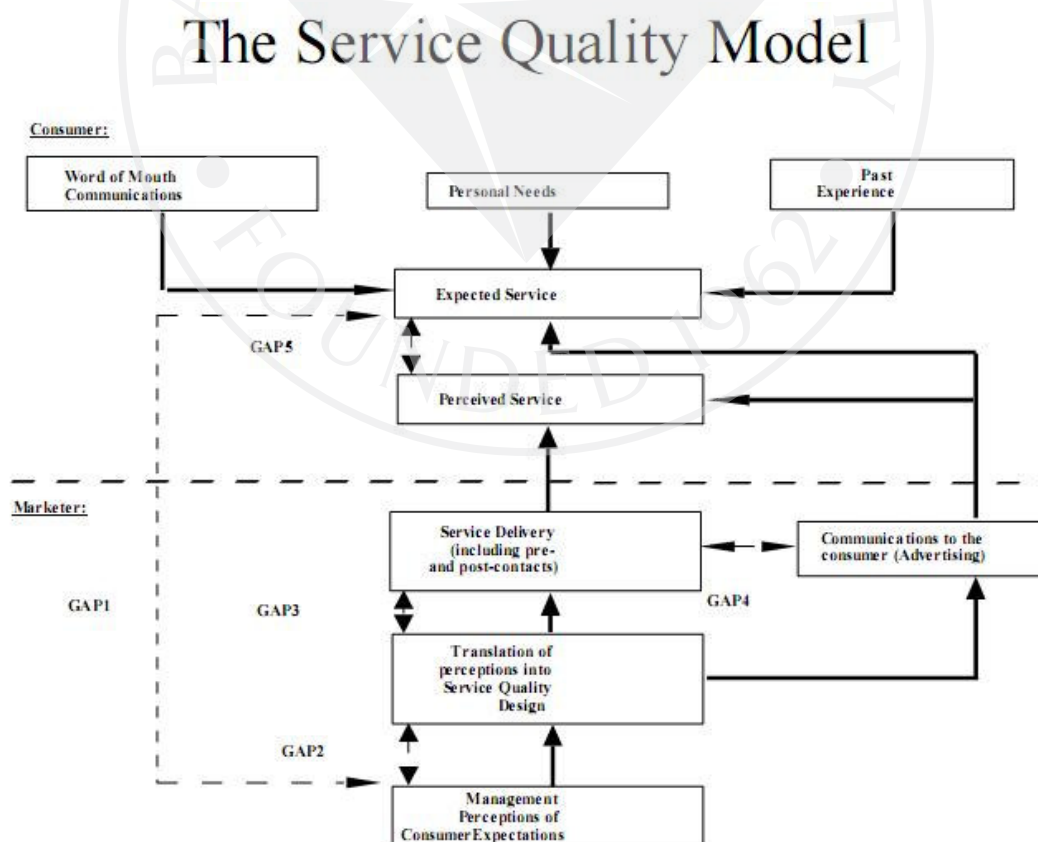 The Service Quality Model
Consumer:
Word of Mouth
Communications
Personal Needs
Past
Experience
Expected Service
GAP5
Perceived Service
Marketer:
Service Delivery
(including pre-
and post-contacts)
Communications to the
consumer (Advertising)
GAP1
GAP3
GAP4
Translation of
perceptions into
Service Quality
Design
GAP2
Management
Perceptions of
Consumer Expectations
FOUNDED 1962